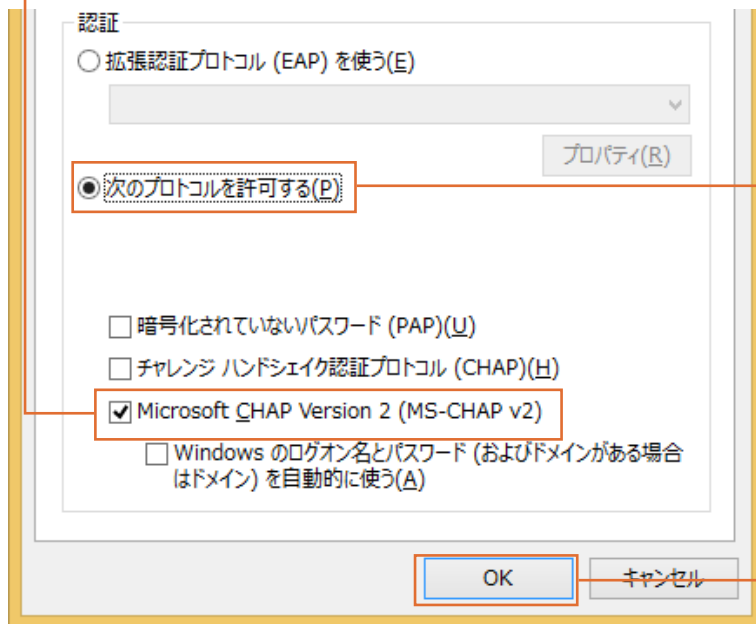 認証
拡張認証プロトコル (EAP) を使う(E)
プロパティ(R)
次のプロトコルを許可する(P)
暗号化されていないパスワード (PAP)(U)
チャレンジ ハンドシェイク認証プロトコル (CHAP)(H)
Microsoft CHAP Version 2 (MS-CHAP v2)
Windows のログオン名とパスワード (およびドメインがある場合
はドメイン) を自動的に使う(A)
OK
キャンセル